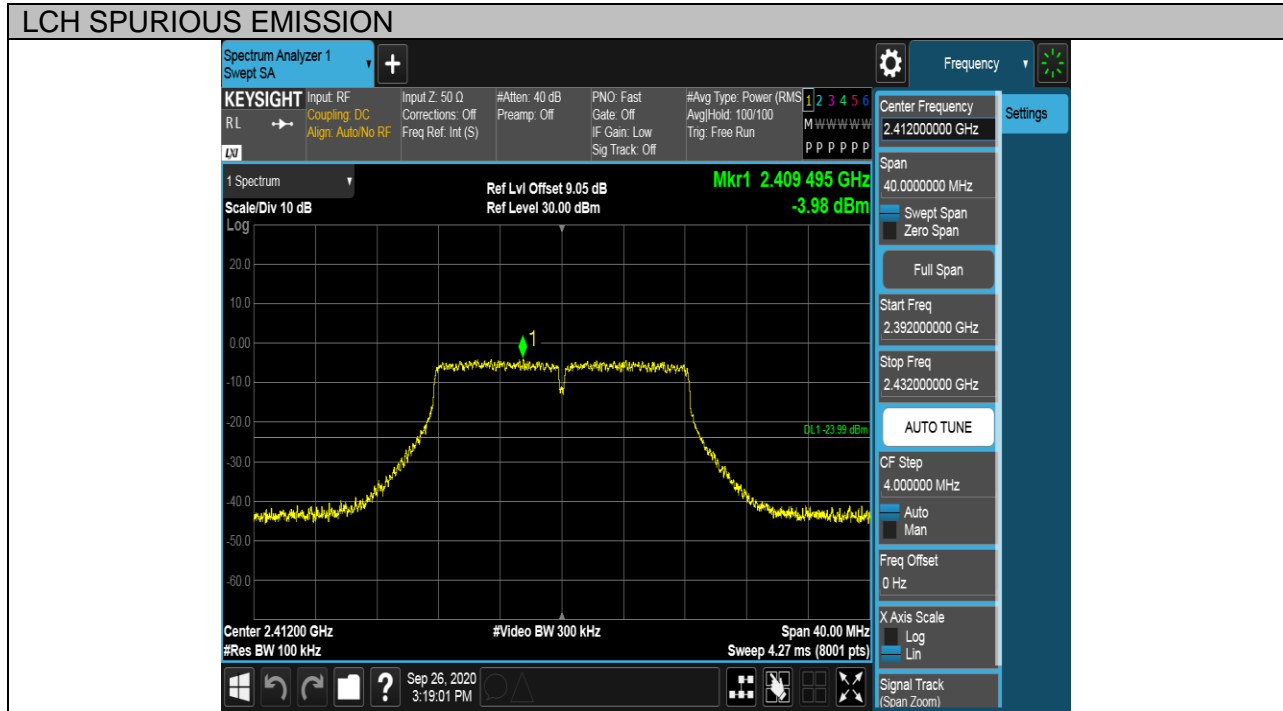 LCH SPURIOUS EMISSION
Spectrum Analyzer 1
Swept SA
+
Frequency
KEYSIGHT
RL
LXI
Input: RF
Coupling: DC
Align: Auto/No RF
Input Z: 50 Ω
Corrections: Off
Freq Ref: Int (S)
#Atten: 40 dB
Preamp: Off
PNO: Fast
Gate: Off
IF Gain: Low
Sig Track: Off
#Avg Type: Power (RMS
Avg|Hold: 100/100
Trig: Free Run
1 2 3 4 5 6
M W W W W W
P P P P P P
1 Spectrum
Scale/Div 10 dB
Log
Ref Lvl Offset 9.05 dB
Ref Level 30.00 dBm
Mkr1 2.409 495 GHz
-3.98 dBm
20.0
10.0
0.00
-10.0
-20.0
-30.0
-40.0
-50.0
-60.0
1
DL1 -23.99 dBm
Center 2.41200 GHz
#Res BW 100 kHz
#Video BW 300 kHz
Span 40.00 MHz
Sweep 4.27 ms (8001 pts)
Center Frequency
2.412000000 GHz
Settings
Span
40.0000000 MHz
Swept Span
Zero Span
Full Span
Start Freq
2.392000000 GHz
Stop Freq
2.432000000 GHz
AUTO TUNE
CF Step
4.000000 MHz
Auto
Man
Freq Offset
0 Hz
X Axis Scale
Log
Lin
Signal Track
(Span Zoom)
?
Sep 26, 2020
3:19:01 PM